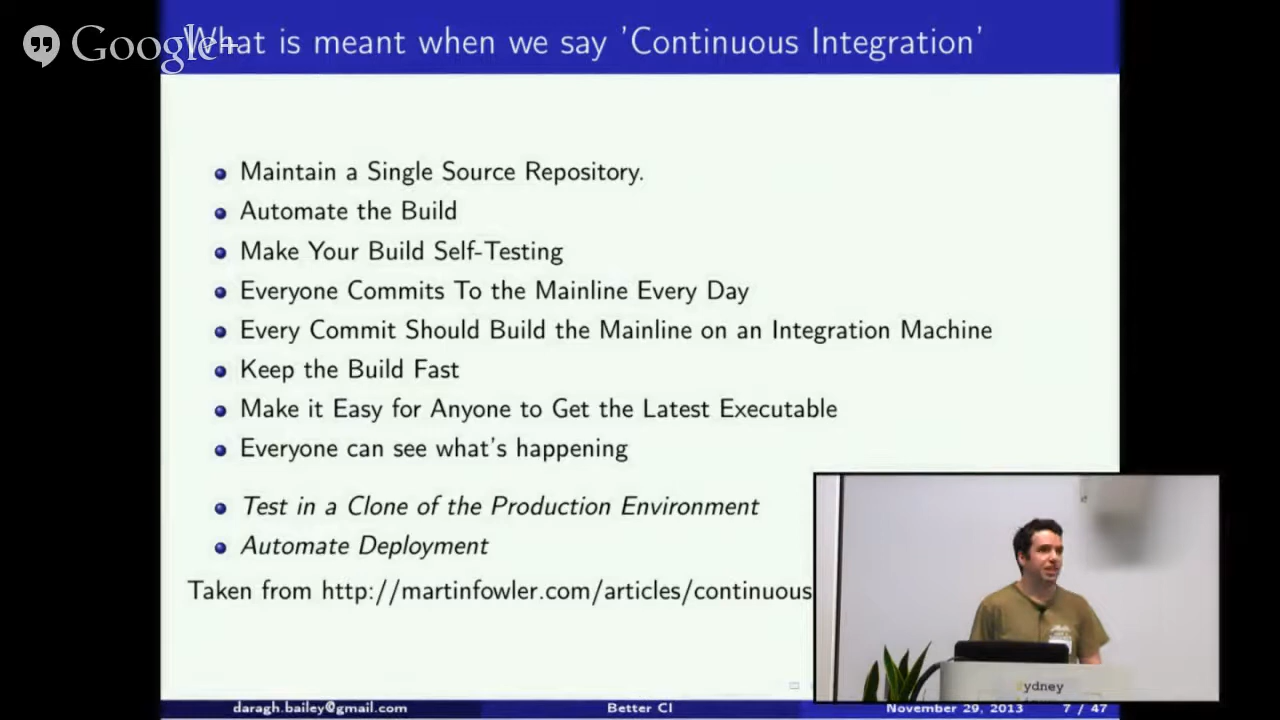 Google+
What is meant when we say 'Continuous Integration'
Maintain a Single Source Repository.
Automate the Build
Make Your Build Self-Testing
Everyone Commits To the Mainline Every Day
Every Commit Should Build the Mainline on an Integration Machine
Keep the Build Fast
Make it Easy for Anyone to Get the Latest Executable
Everyone can see what's happening
Test in a Clone of the Production Environment
Automate Deployment
Taken from http://martinfowler.com/articles/continuous
ydney
daragh.bailey@gmail.com Better CI November 29, 2013 7 / 47